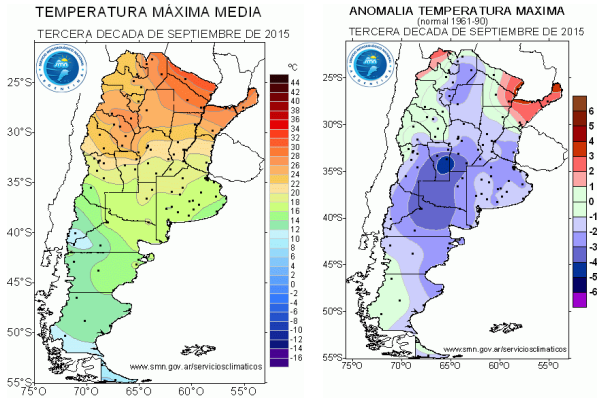 TEMPERATURA MÁXIMA MEDIA
TERCERA DECADA DE SEPTIEMBRE DE 2015
smn
25°S
30°S
35°S
40°S
45°S
50°S
55°S
75°W
70°W
65°W
60°W
55°W
www.smn.gov.ar/serviciosclimaticos
ºC
44
42
40
38
36
34
32
30
28
26
24
22
20
18
16
14
12
10
8
6
4
2
0
-2
-4
-6
-8
-10
-12
-14
-16
ANOMALIA TEMPERATURA MAXIMA
(normal 1961-90)
TERCERA DECADA DE SEPTIEMBRE DE 2015
smn
25°S
30°S
35°S
40°S
45°S
50°S
55°S
75°W
70°W
65°W
60°W
55°W
www.smn.gov.ar/serviciosclimaticos
6
5
4
3
2
1
0
-1
-2
-3
-4
-5
-6